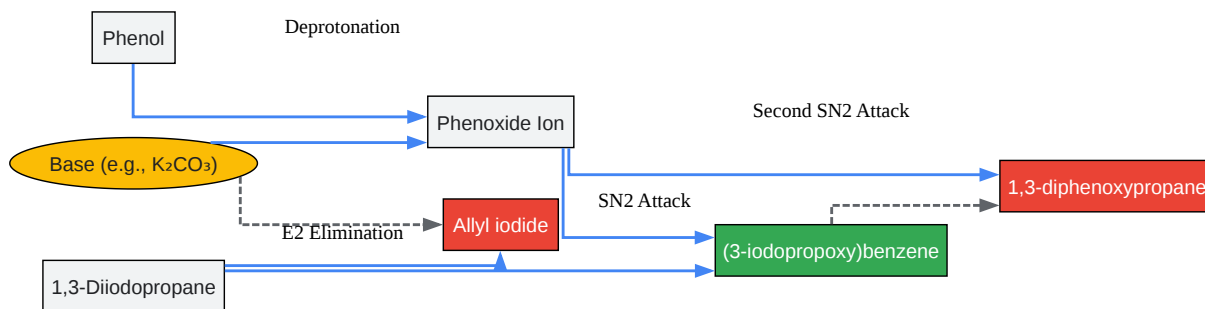 Deprotonation
Phenol
Second SN2 Attack
Phenoxide Ion
Base (e.g., K₂CO₃)
1,3-diphenoxypropane
SN2 Attack
Allyl iodide
E2 Elimination
(3-iodopropoxy)benzene
1,3-Diiodopropane